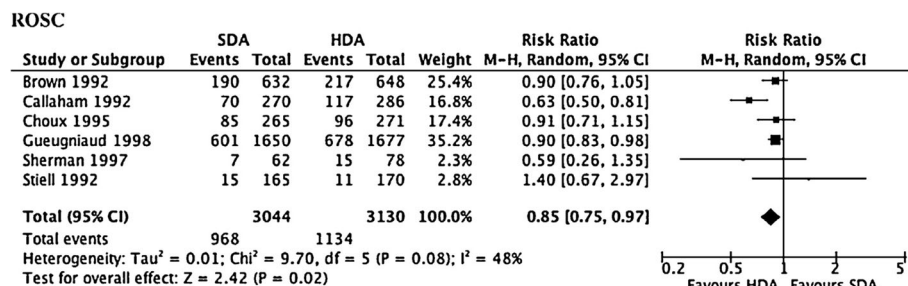 ROSC
SDA HDA Risk Ratio Risk Ratio
Study or Subgroup Events Total Events Total Weight M-H, Random, 95% CI M-H, Random, 95% CI
Brown 1992 190 632 217 648 25.4% 0.90 [0.76, 1.05]
Callaham 1992 70 270 117 286 16.8% 0.63 [0.50, 0.81]
Choux 1995 85 265 96 271 17.4% 0.91 [0.71, 1.15]
Gueugniaud 1998 601 1650 678 1677 35.2% 0.90 [0.83, 0.98]
Sherman 1997 7 62 15 78 2.3% 0.59 [0.26, 1.35]
Stiell 1992 15 165 11 170 2.8% 1.40 [0.67, 2.97]
Total (95% CI) 3044 3130 100.0% 0.85 [0.75, 0.97]
Total events 968 1134
Heterogeneity: Tau² = 0.01; Chi² = 9.70, df = 5 (P = 0.08); I² = 48%
Test for overall effect: Z = 2.42 (P = 0.02)
0.2 0.5 1 2 5
Favours HDA Favours SDA